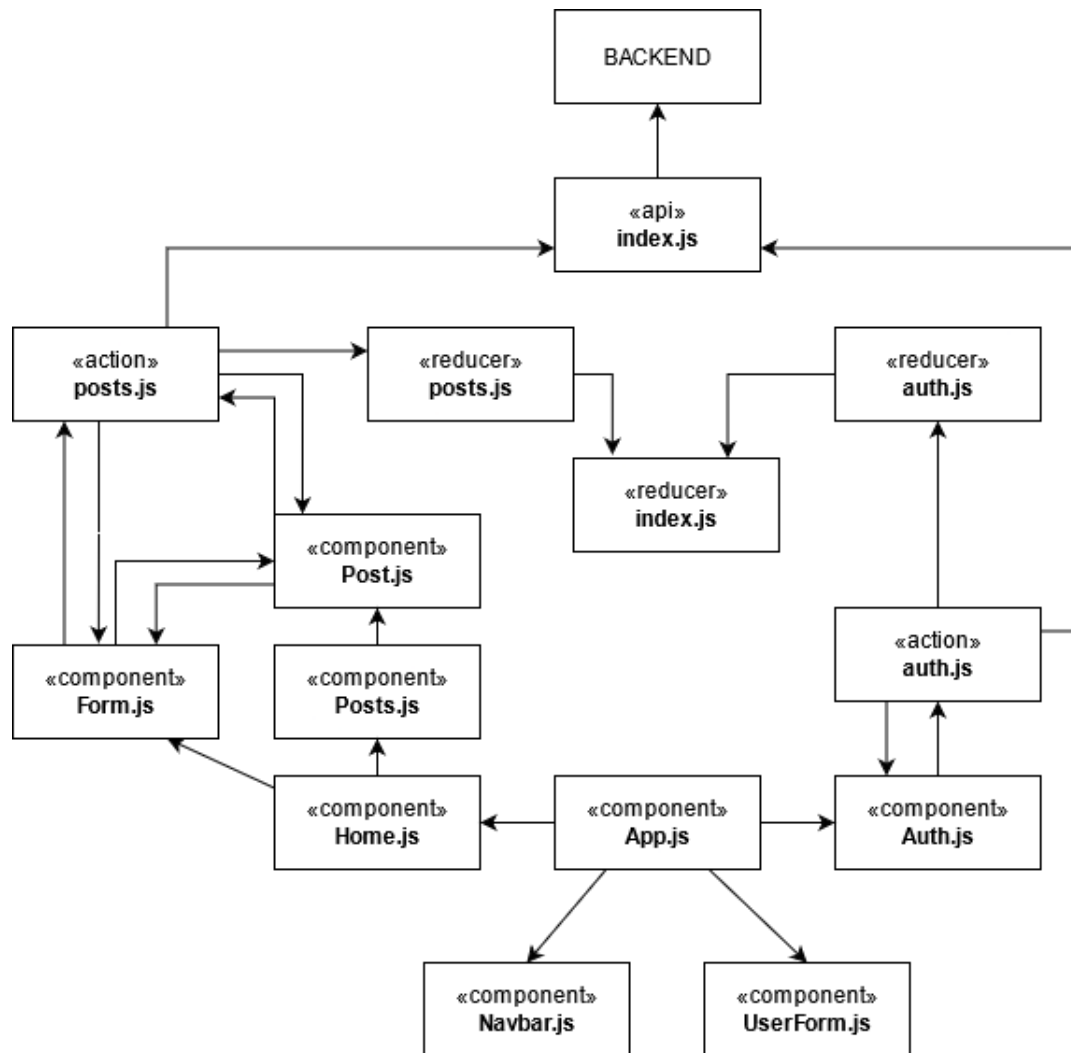 BACKEND
«api»
index.js
«action»
posts.js
«reducer»
posts.js
«reducer»
auth.js
«reducer»
index.js
«component»
Post.js
«action»
auth.js
«component»
Form.js
«component»
Posts.js
«component»
Home.js
«component»
App.js
«component»
Auth.js
«component»
Navbar.js
«component»
UserForm.js